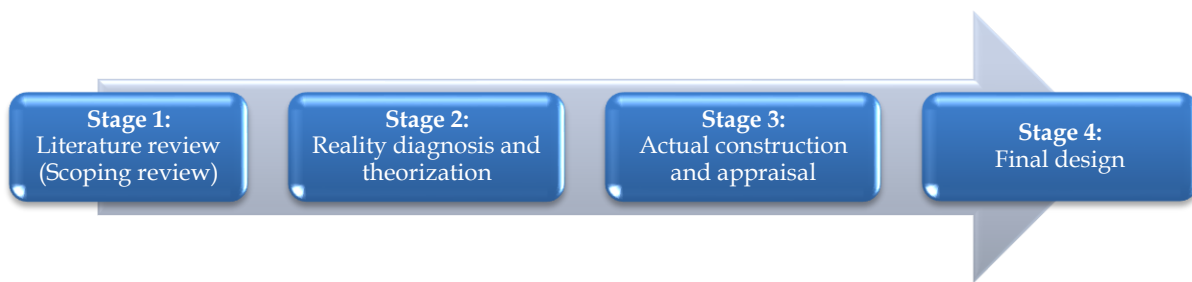 Stage 1:
Literature review
(Scoping review)
Stage 2:
Reality diagnosis and
theorization
Stage 3:
Actual construction
and appraisal
Stage 4:
Final design